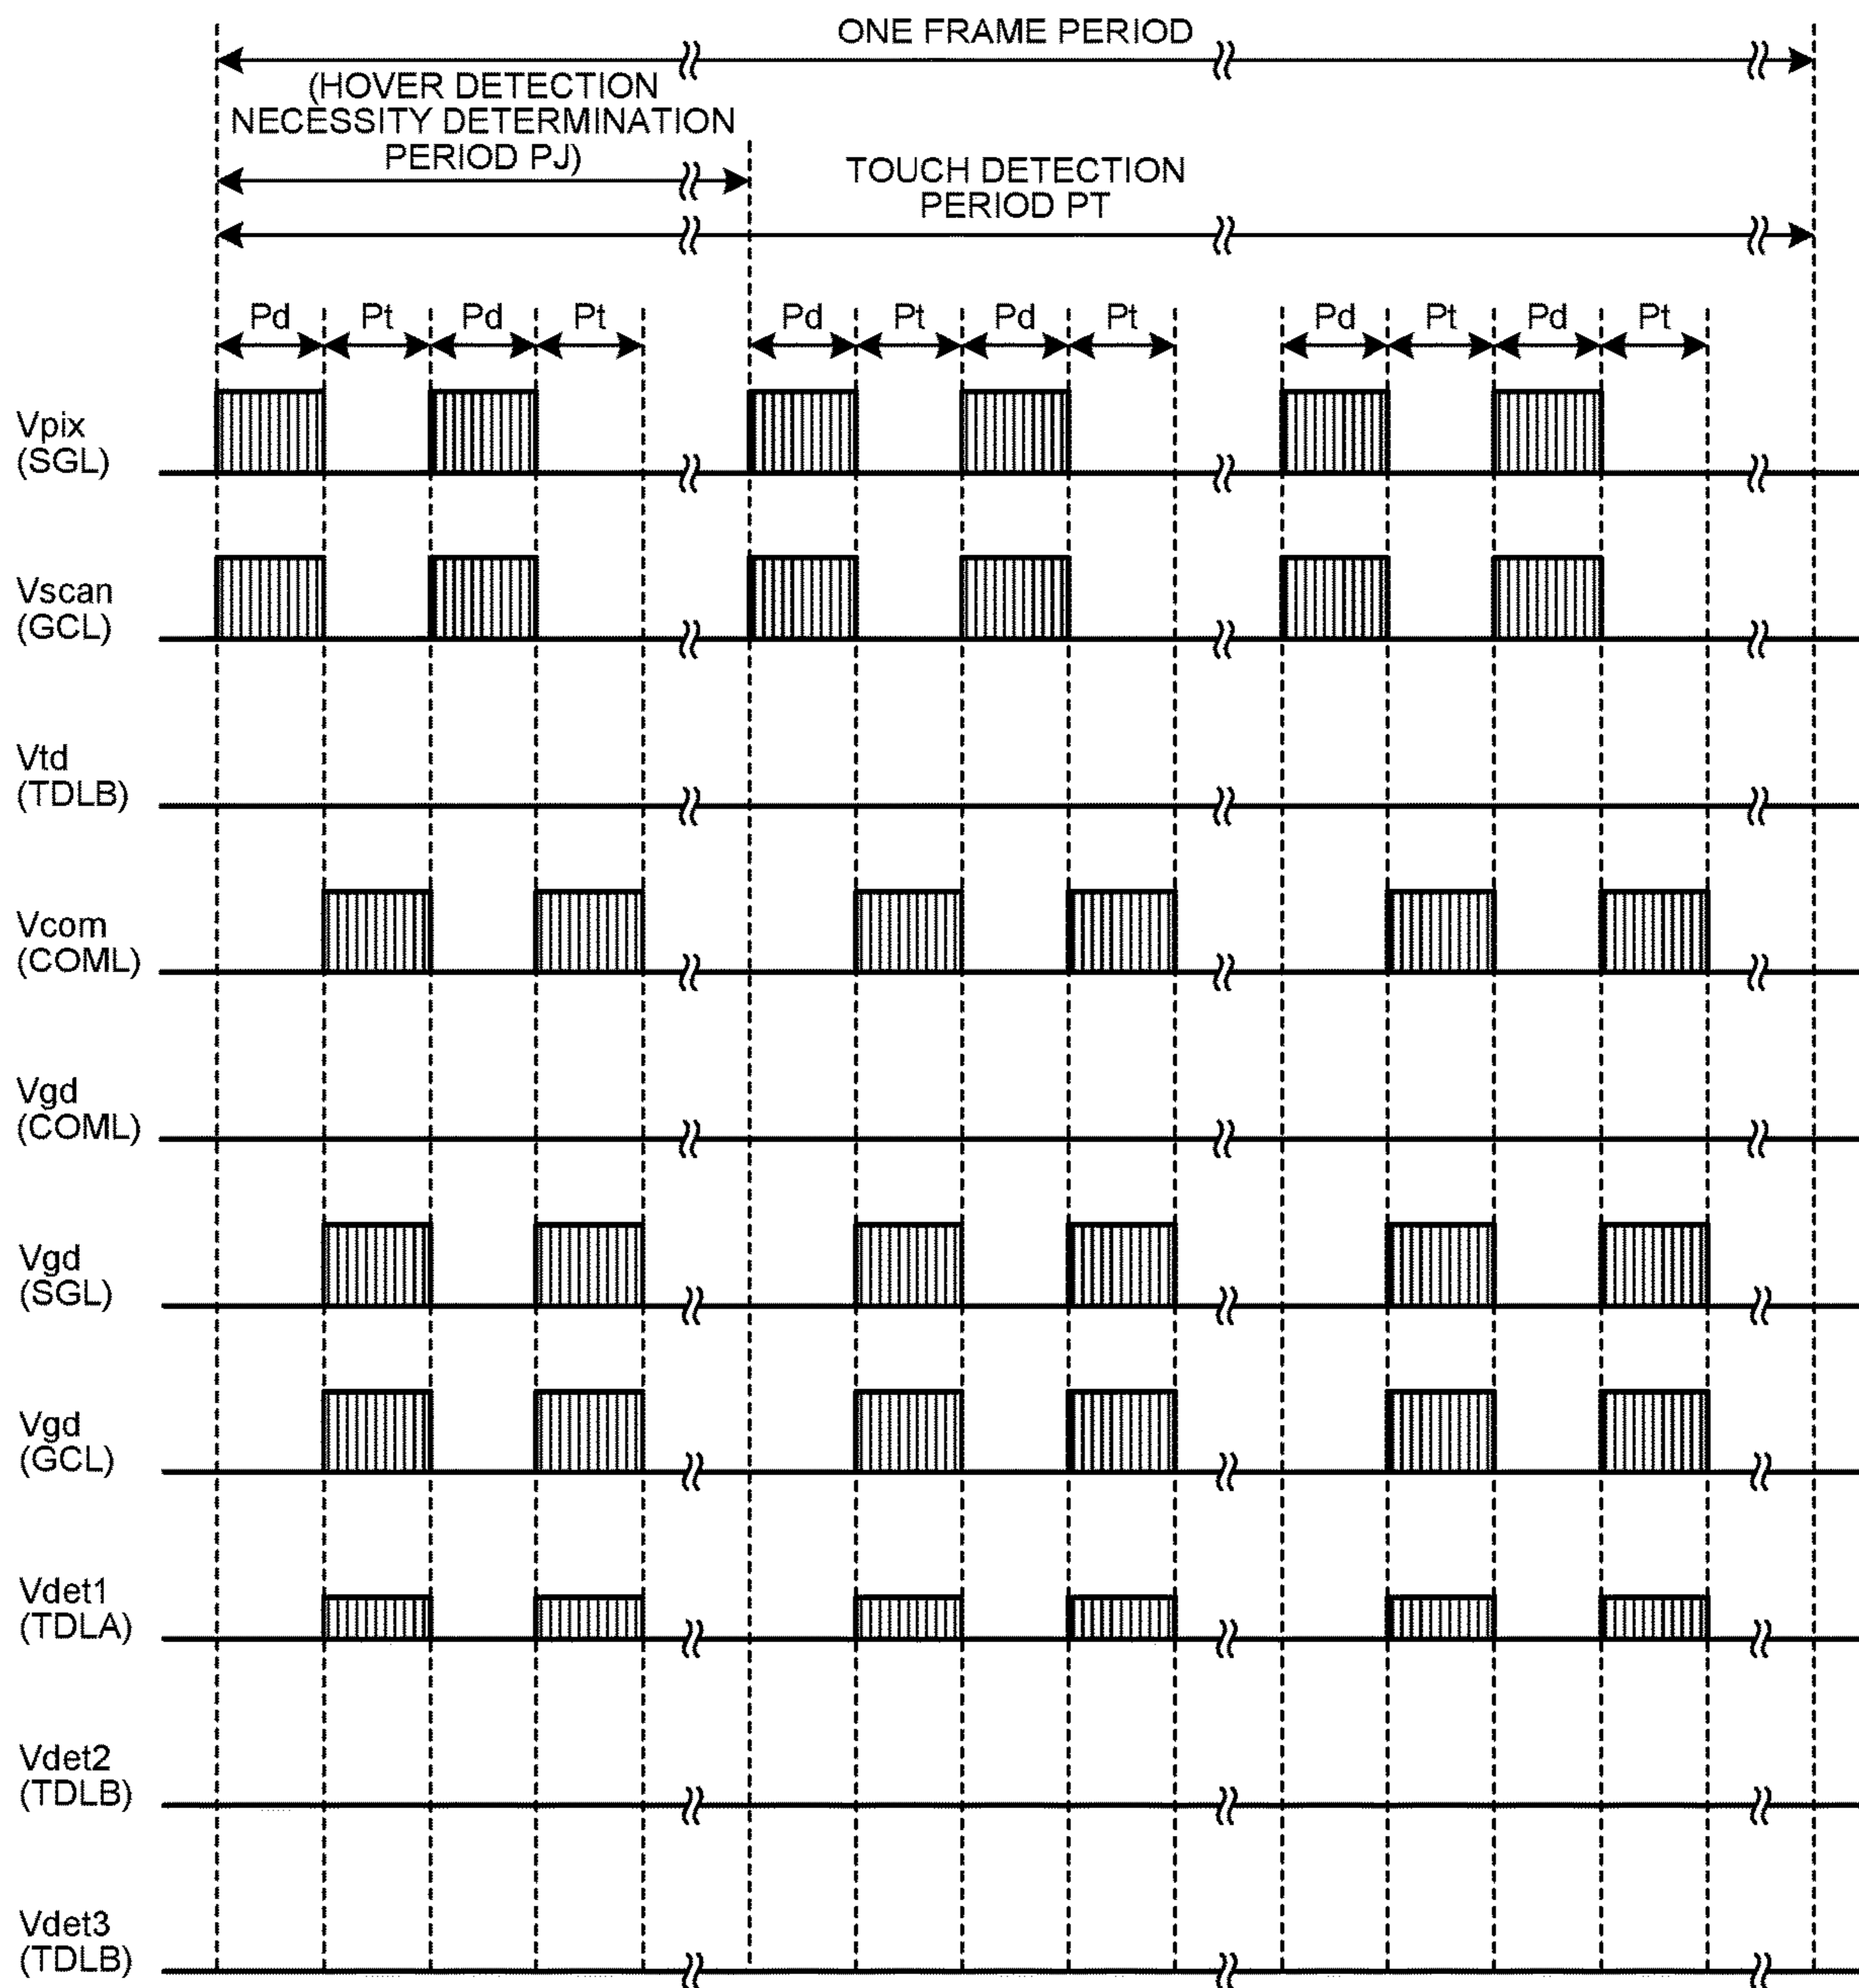 ONE FRAME PERIOD
(HOVER DETECTION
NECESSITY DETERMINATION
PERIOD PJ)
TOUCH DETECTION
PERIOD PT
Pd Pt Pd Pt Pd Pt Pd Pt Pd Pt Pd Pt
Vpix
(SGL)
Vscan
(GCL)
Vtd
(TDLB)
Vcom
(COML)
Vgd
(COML)
Vgd
(SGL)
Vgd
(GCL)
Vdet1
(TDLA)
Vdet2
(TDLB)
Vdet3
(TDLB)